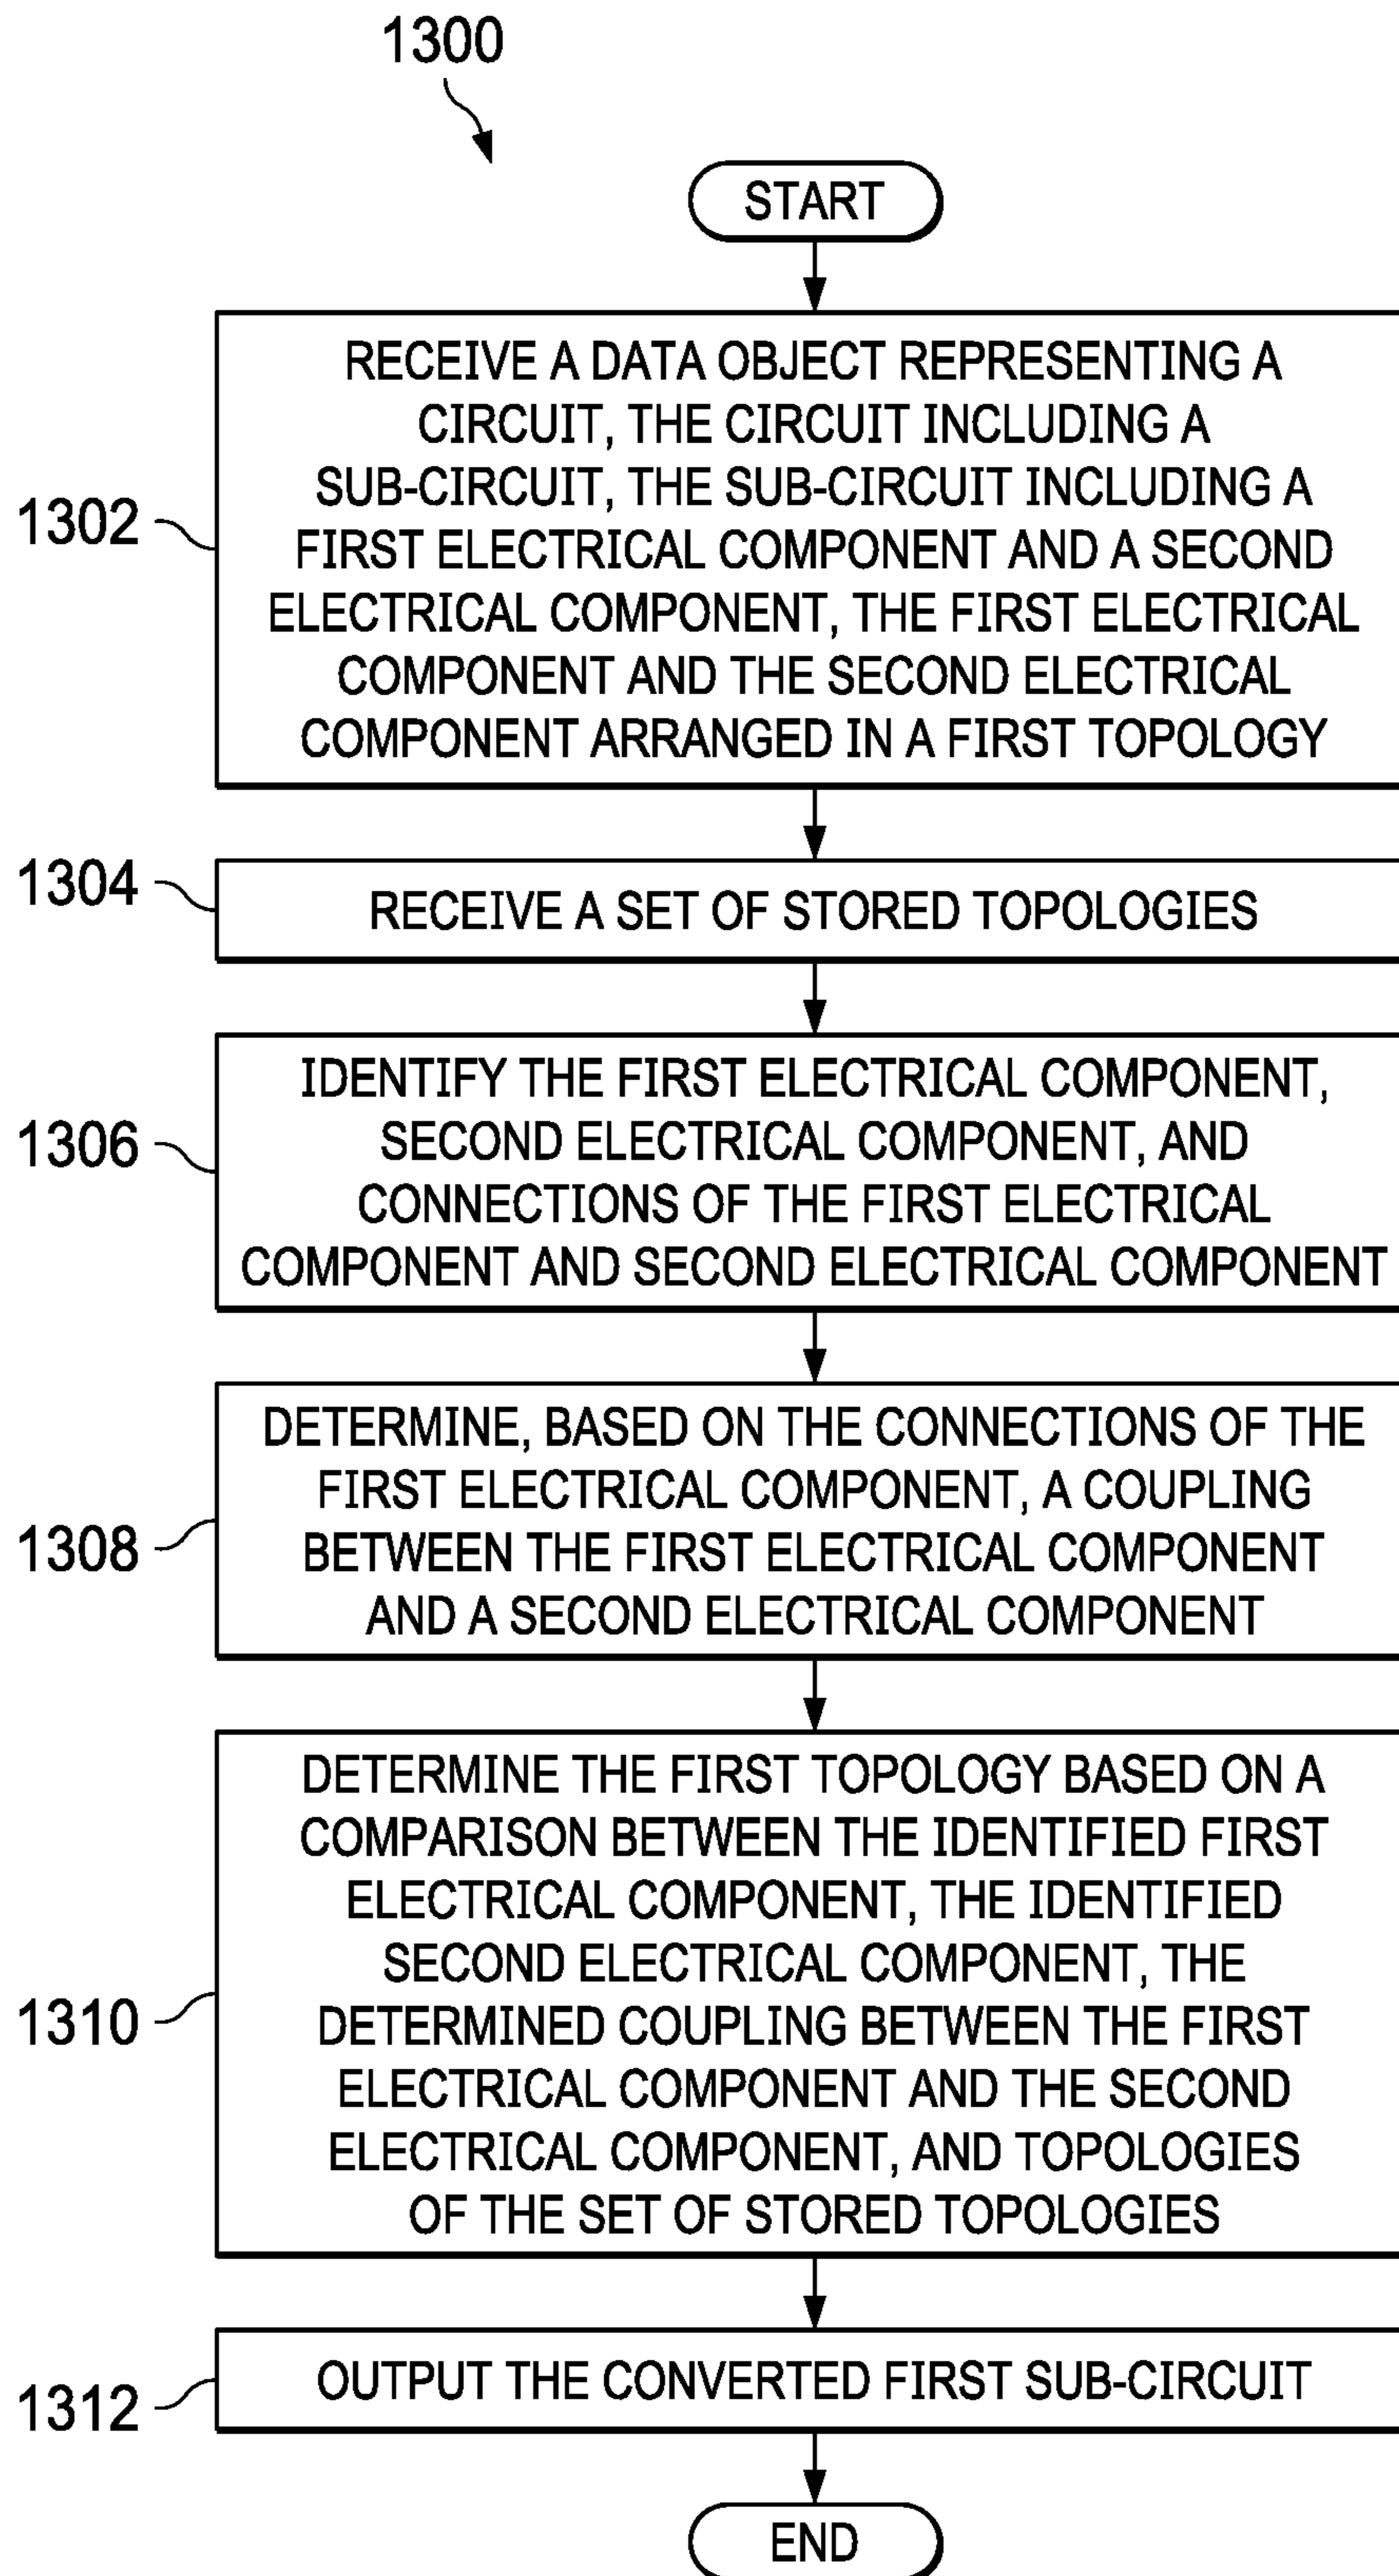 1300
START
1302
RECEIVE A DATA OBJECT REPRESENTING A
CIRCUIT, THE CIRCUIT INCLUDING A
SUB-CIRCUIT, THE SUB-CIRCUIT INCLUDING A
FIRST ELECTRICAL COMPONENT AND A SECOND
ELECTRICAL COMPONENT, THE FIRST ELECTRICAL
COMPONENT AND THE SECOND ELECTRICAL
COMPONENT ARRANGED IN A FIRST TOPOLOGY
1304
RECEIVE A SET OF STORED TOPOLOGIES
1306
IDENTIFY THE FIRST ELECTRICAL COMPONENT,
SECOND ELECTRICAL COMPONENT, AND
CONNECTIONS OF THE FIRST ELECTRICAL
COMPONENT AND SECOND ELECTRICAL COMPONENT
1308
DETERMINE, BASED ON THE CONNECTIONS OF THE
FIRST ELECTRICAL COMPONENT, A COUPLING
BETWEEN THE FIRST ELECTRICAL COMPONENT
AND A SECOND ELECTRICAL COMPONENT
1310
DETERMINE THE FIRST TOPOLOGY BASED ON A
COMPARISON BETWEEN THE IDENTIFIED FIRST
ELECTRICAL COMPONENT, THE IDENTIFIED
SECOND ELECTRICAL COMPONENT, THE
DETERMINED COUPLING BETWEEN THE FIRST
ELECTRICAL COMPONENT AND THE SECOND
ELECTRICAL COMPONENT, AND TOPOLOGIES
OF THE SET OF STORED TOPOLOGIES
1312
OUTPUT THE CONVERTED FIRST SUB-CIRCUIT
END